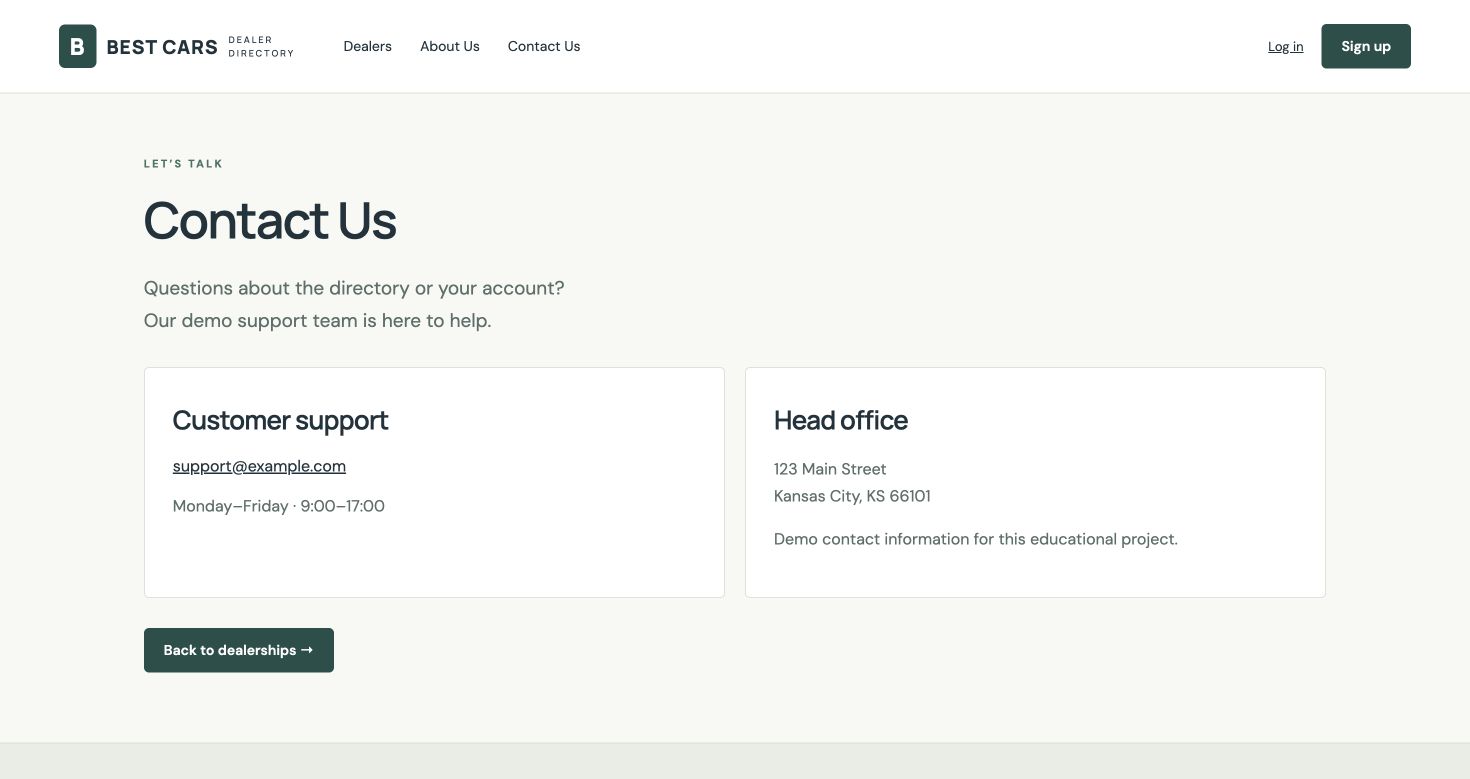 B BEST CARS DEALER DIRECTORY
Dealers About Us Contact Us
Log in Sign up
LET'S TALK
Contact Us
Questions about the directory or your account?
Our demo support team is here to help.
Customer support
support@example.com
Monday–Friday · 9:00–17:00
Head office
123 Main Street
Kansas City, KS 66101
Demo contact information for this educational project.
Back to dealerships →